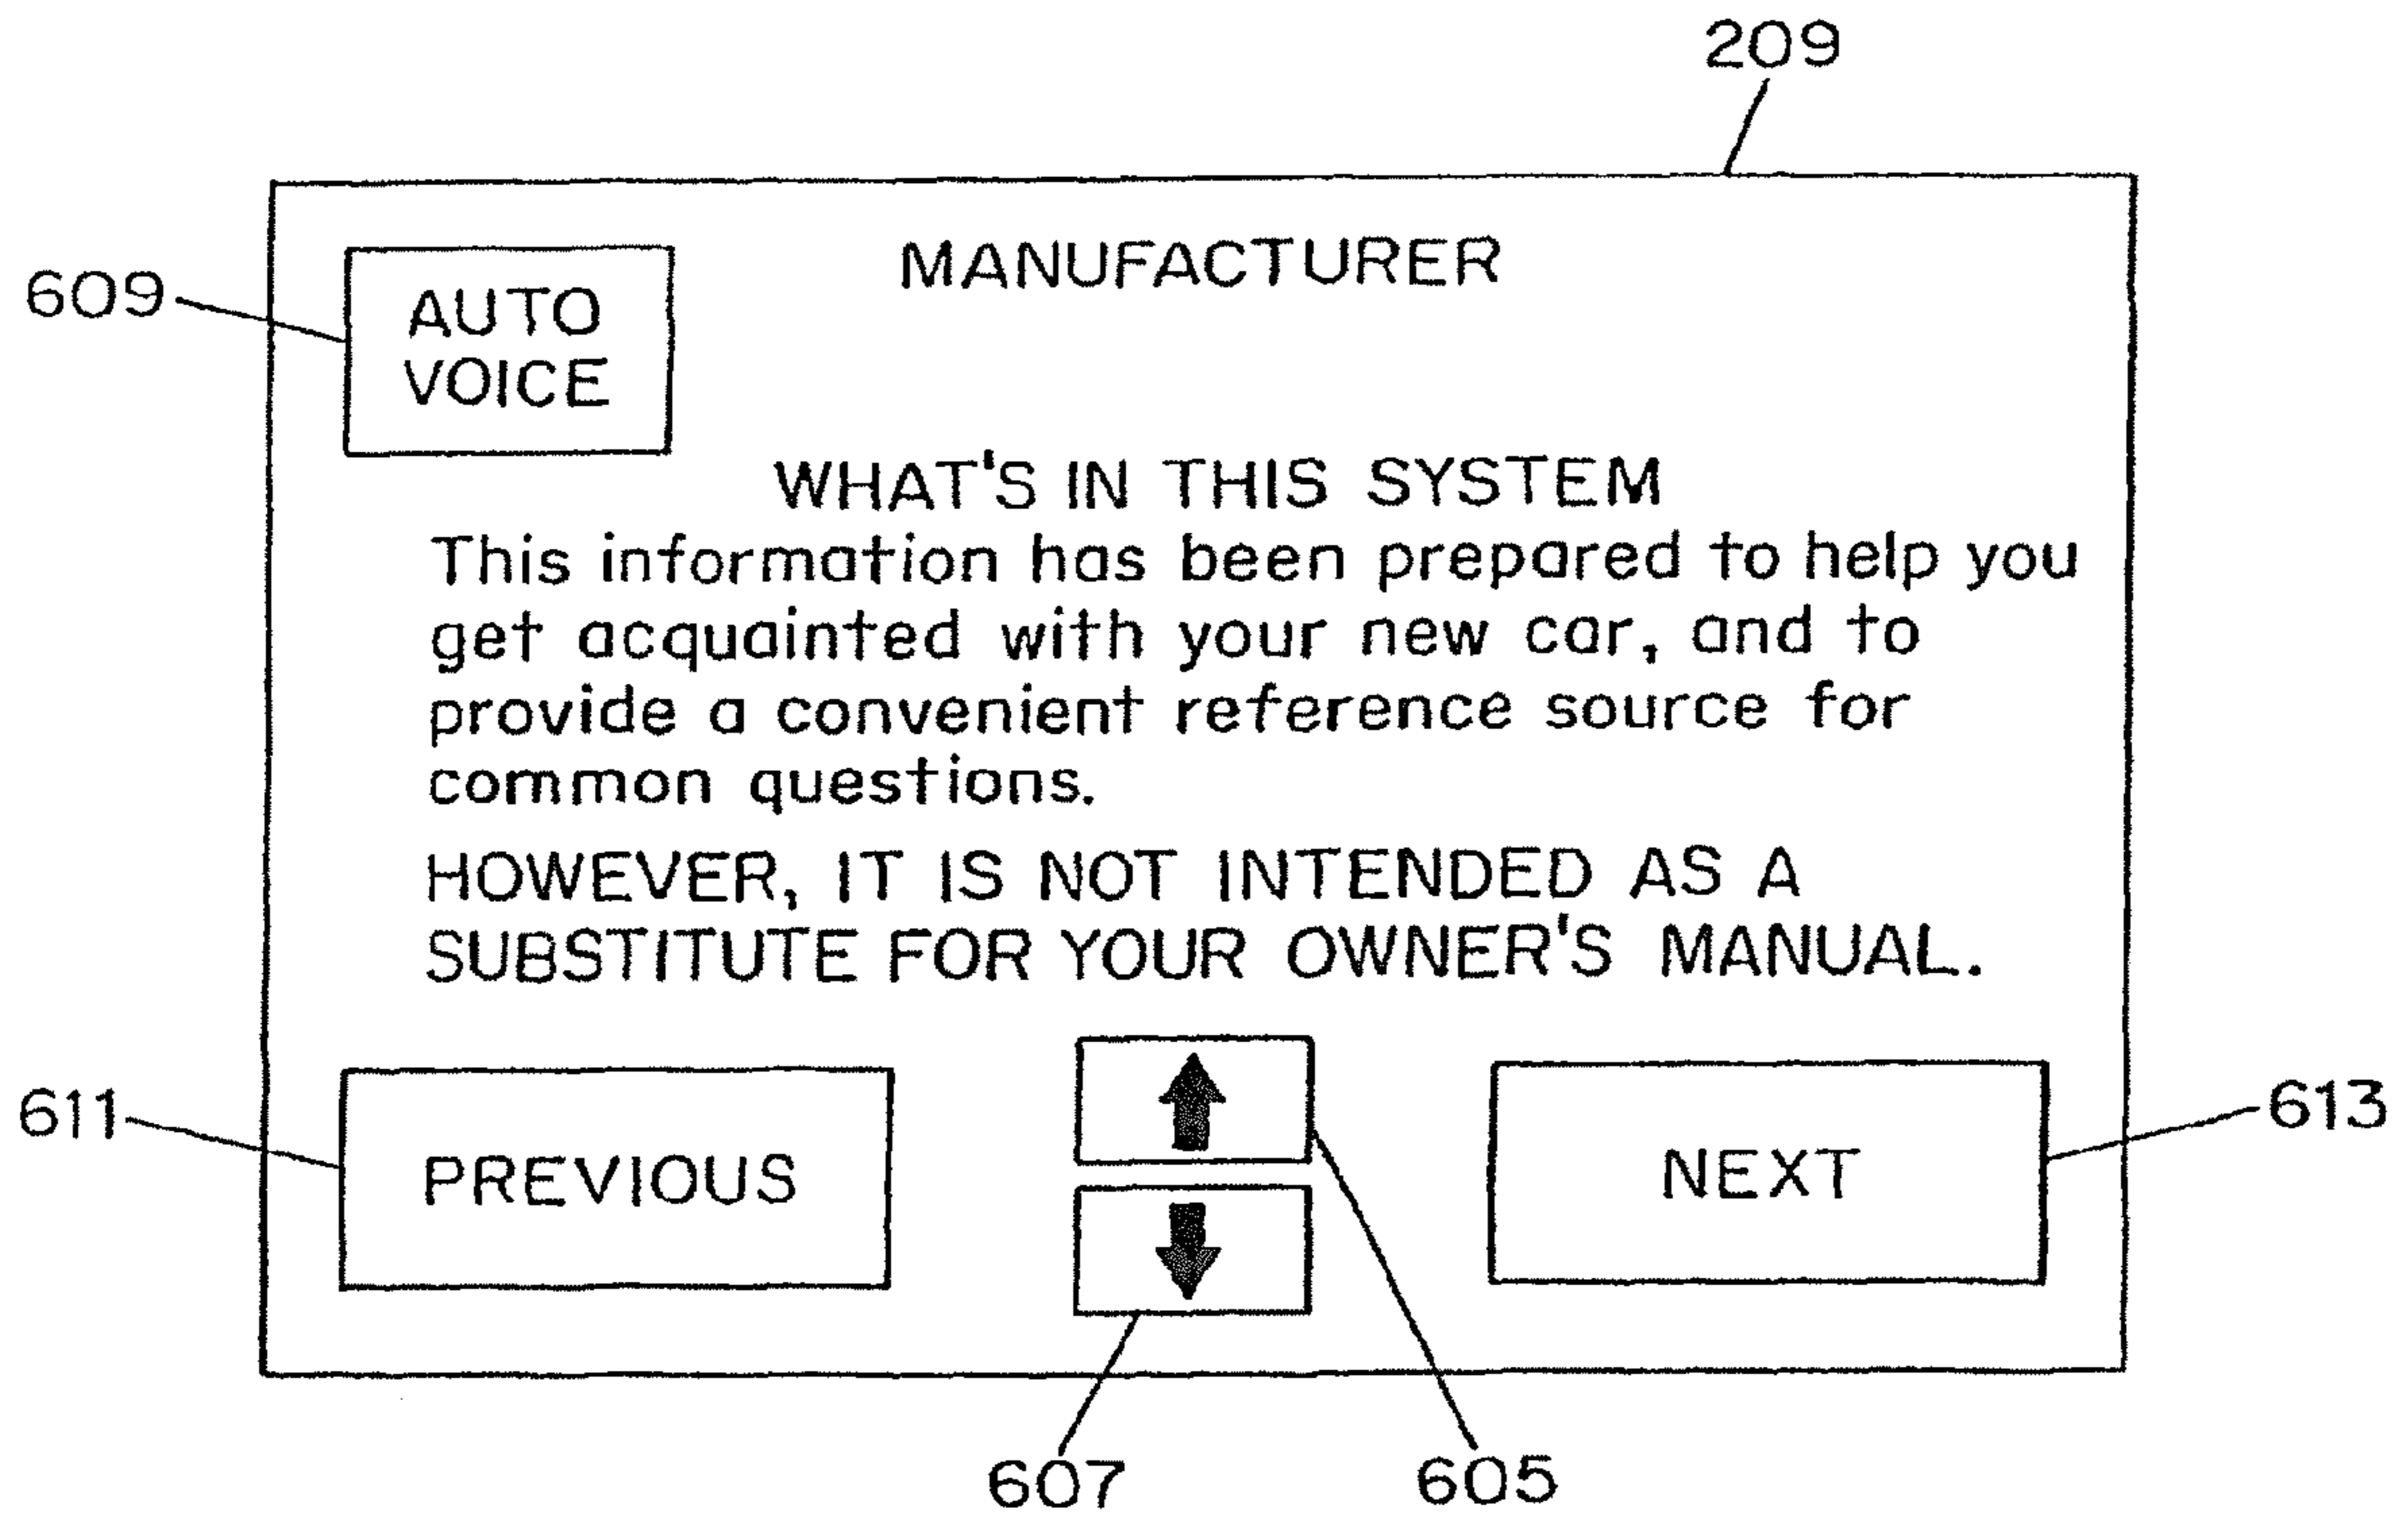 209
MANUFACTURER
609
AUTO
VOICE
WHAT'S IN THIS SYSTEM
This information has been prepared to help you
get acquainted with your new car, and to
provide a convenient reference source for
common questions.
HOWEVER, IT IS NOT INTENDED AS A
SUBSTITUTE FOR YOUR OWNER'S MANUAL.
611
PREVIOUS
NEXT
613
607
605